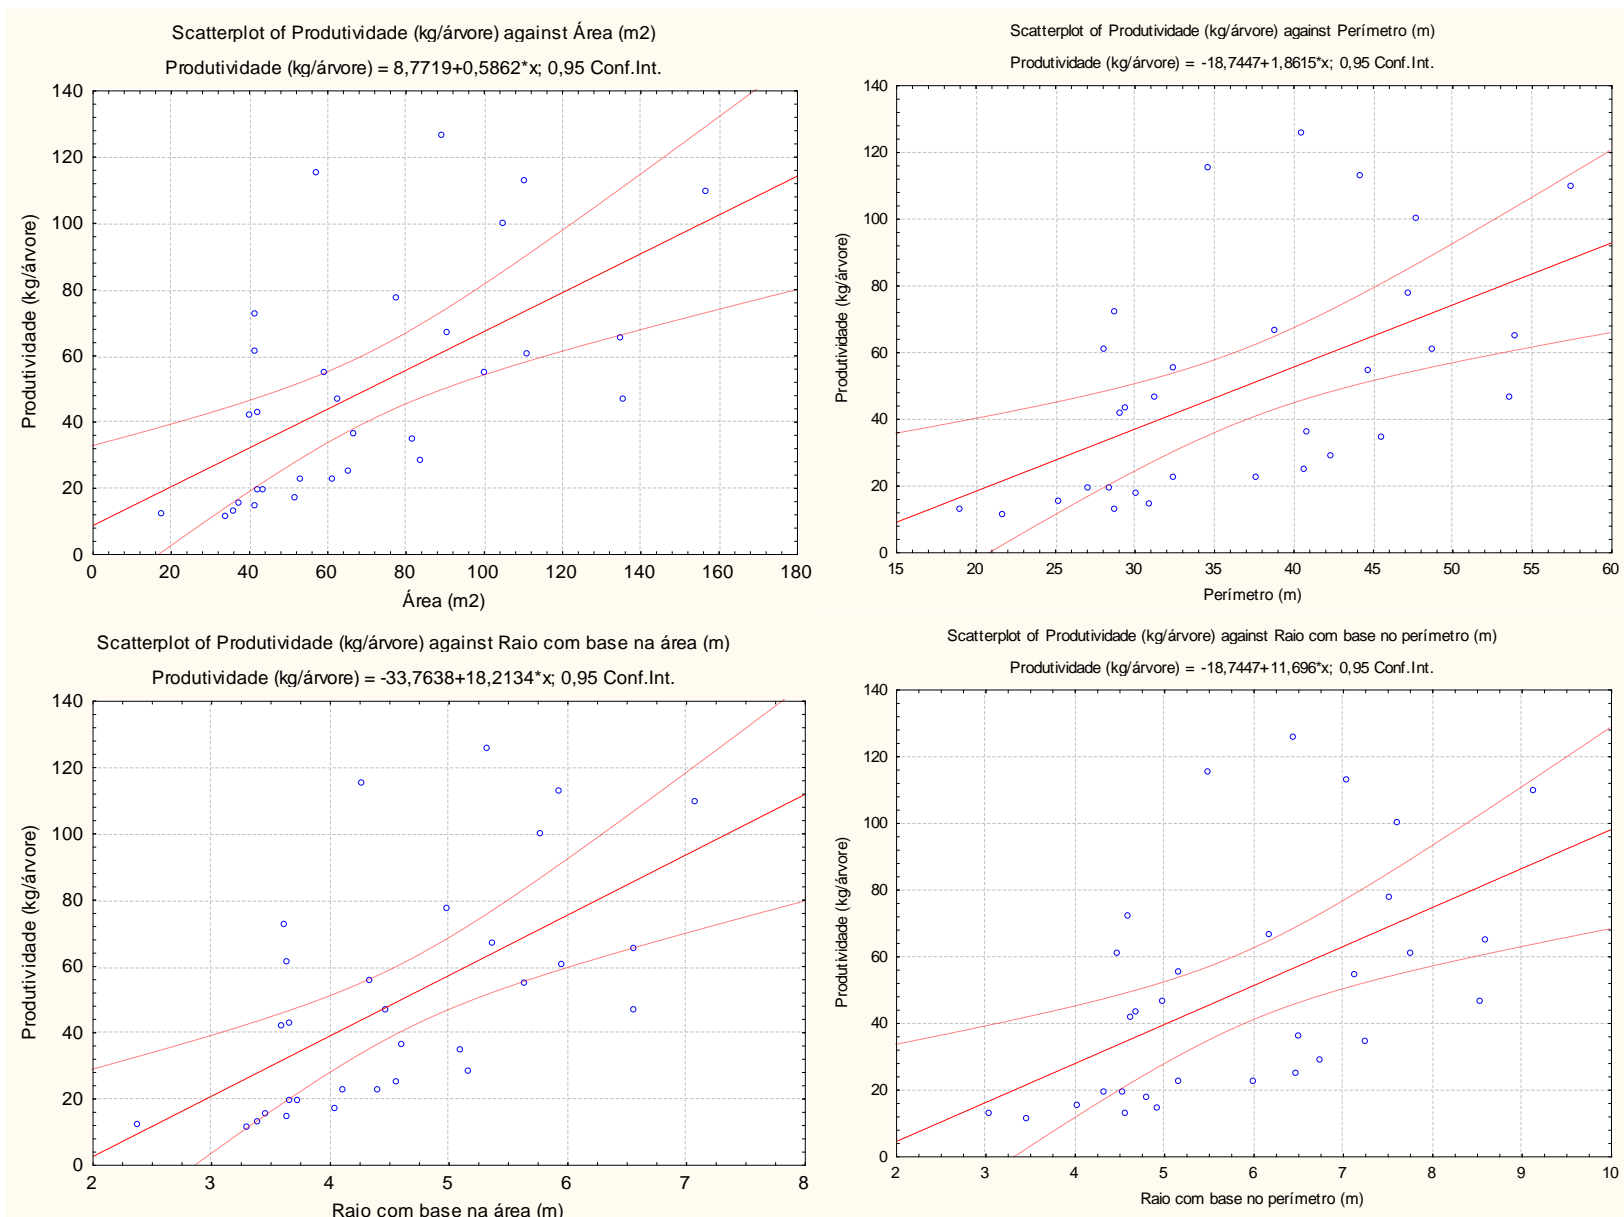 Scatterplot of Produtividade (kg/árvore) against Área (m2)
Produtividade (kg/árvore) = 8,7719+0,5862*x; 0,95 Conf.Int.
140
120
100
80
60
40
20
0
Produtividade (kg/árvore)
0 20 40 60 80 100 120 140 160 180
Área (m2)
Scatterplot of Produtividade (kg/árvore) against Perímetro (m)
Produtividade (kg/árvore) = -18,7447+1,8615*x; 0,95 Conf.Int.
140
120
100
80
60
40
20
0
Produtividade (kg/árvore)
15 20 25 30 35 40 45 50 55 60
Perímetro (m)
Scatterplot of Produtividade (kg/árvore) against Raio com base na área (m)
Produtividade (kg/árvore) = -33,7638+18,2134*x; 0,95 Conf.Int.
140
120
100
80
60
40
20
0
Produtividade (kg/árvore)
2 3 4 5 6 7 8
Raio com base na área (m)
Scatterplot of Produtividade (kg/árvore) against Raio com base no perímetro (m)
Produtividade (kg/árvore) = -18,7447+11,696*x; 0,95 Conf.Int.
140
120
100
80
60
40
20
0
Produtividade (kg/árvore)
2 3 4 5 6 7 8 9 10
Raio com base no perímetro (m)